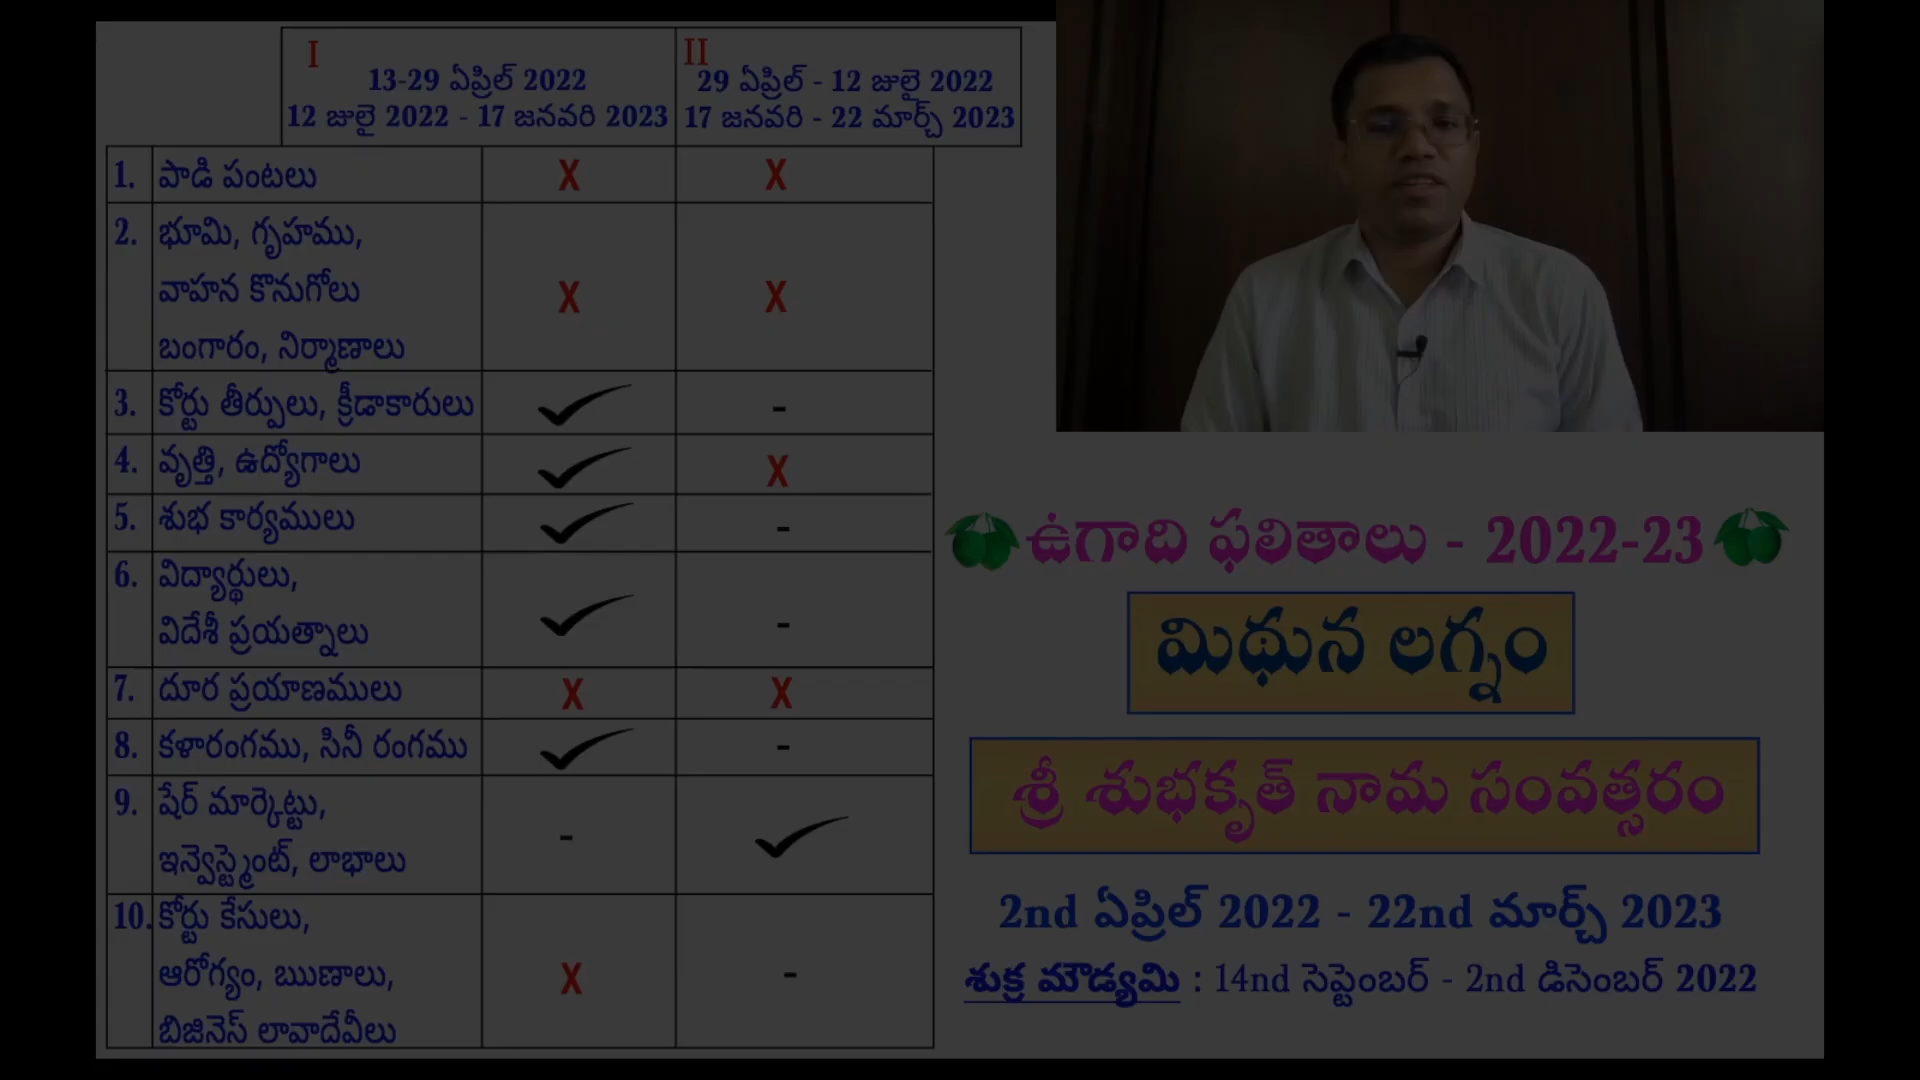 I
13-29 ఏప్రిల్ 2022
12 జులై 2022 - 17 జనవరి 2023
II
29 ఏప్రిల్ - 12 జులై 2022
17 జనవరి - 22 మార్చ్ 2023
1. పాడి పంటలు X X
2. భూమి, గృహము,
వాహన కొనుగోలు X X
బంగారం, నిర్మాణాలు
3. కోర్టు తీర్పులు, క్రీడాకారులు ✓ -
4. వృత్తి, ఉద్యోగాలు ✓ X
5. శుభ కార్యములు ✓ -
6. విద్యార్థులు,
విదేశీ ప్రయత్నాలు ✓ -
7. దూర ప్రయాణములు X X
8. కళారంగము, సినీ రంగము ✓ -
9. షేర్ మార్కెట్టు,
ఇన్వెస్ట్మెంట్, లాభాలు - ✓
10. కోర్టు కేసులు,
ఆరోగ్యం, ఋణాలు, X -
బిజినెస్ లావాదేవీలు
ఉగాది ఫలితాలు - 2022-23
మిథున లగ్నం
శ్రీ శుభకృత్ నామ సంవత్సరం
2nd ఏప్రిల్ 2022 - 22nd మార్చ్ 2023
శుక్ర మౌడ్యమి : 14nd సెప్టెంబర్ - 2nd డిసెంబర్ 2022